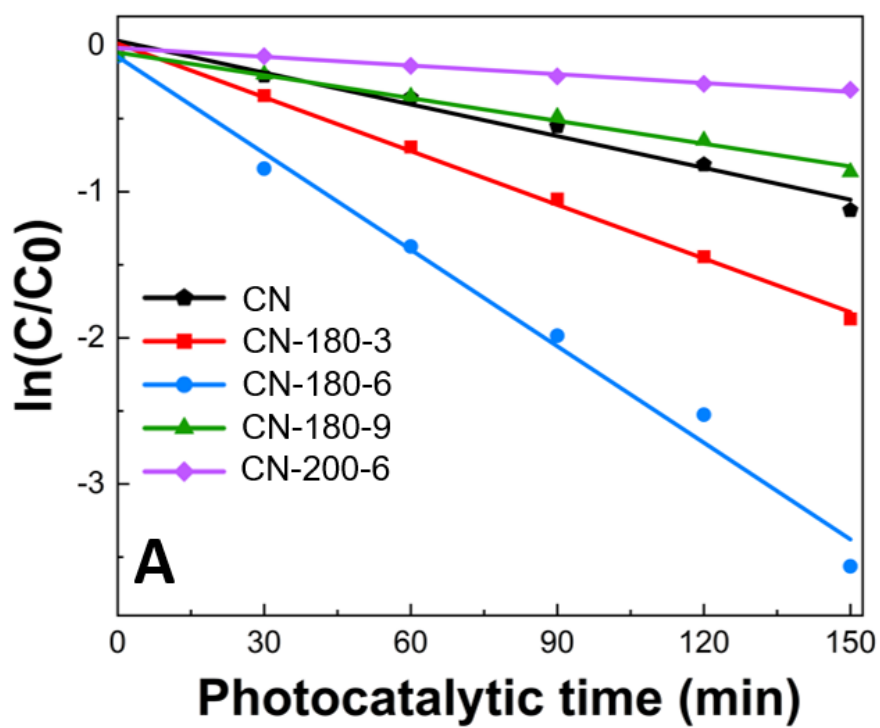 0
-1
-2
-3
ln(C/C0)
CN
CN-180-3
CN-180-6
CN-180-9
CN-200-6
A
0 30 60 90 120 150
Photocatalytic time (min)